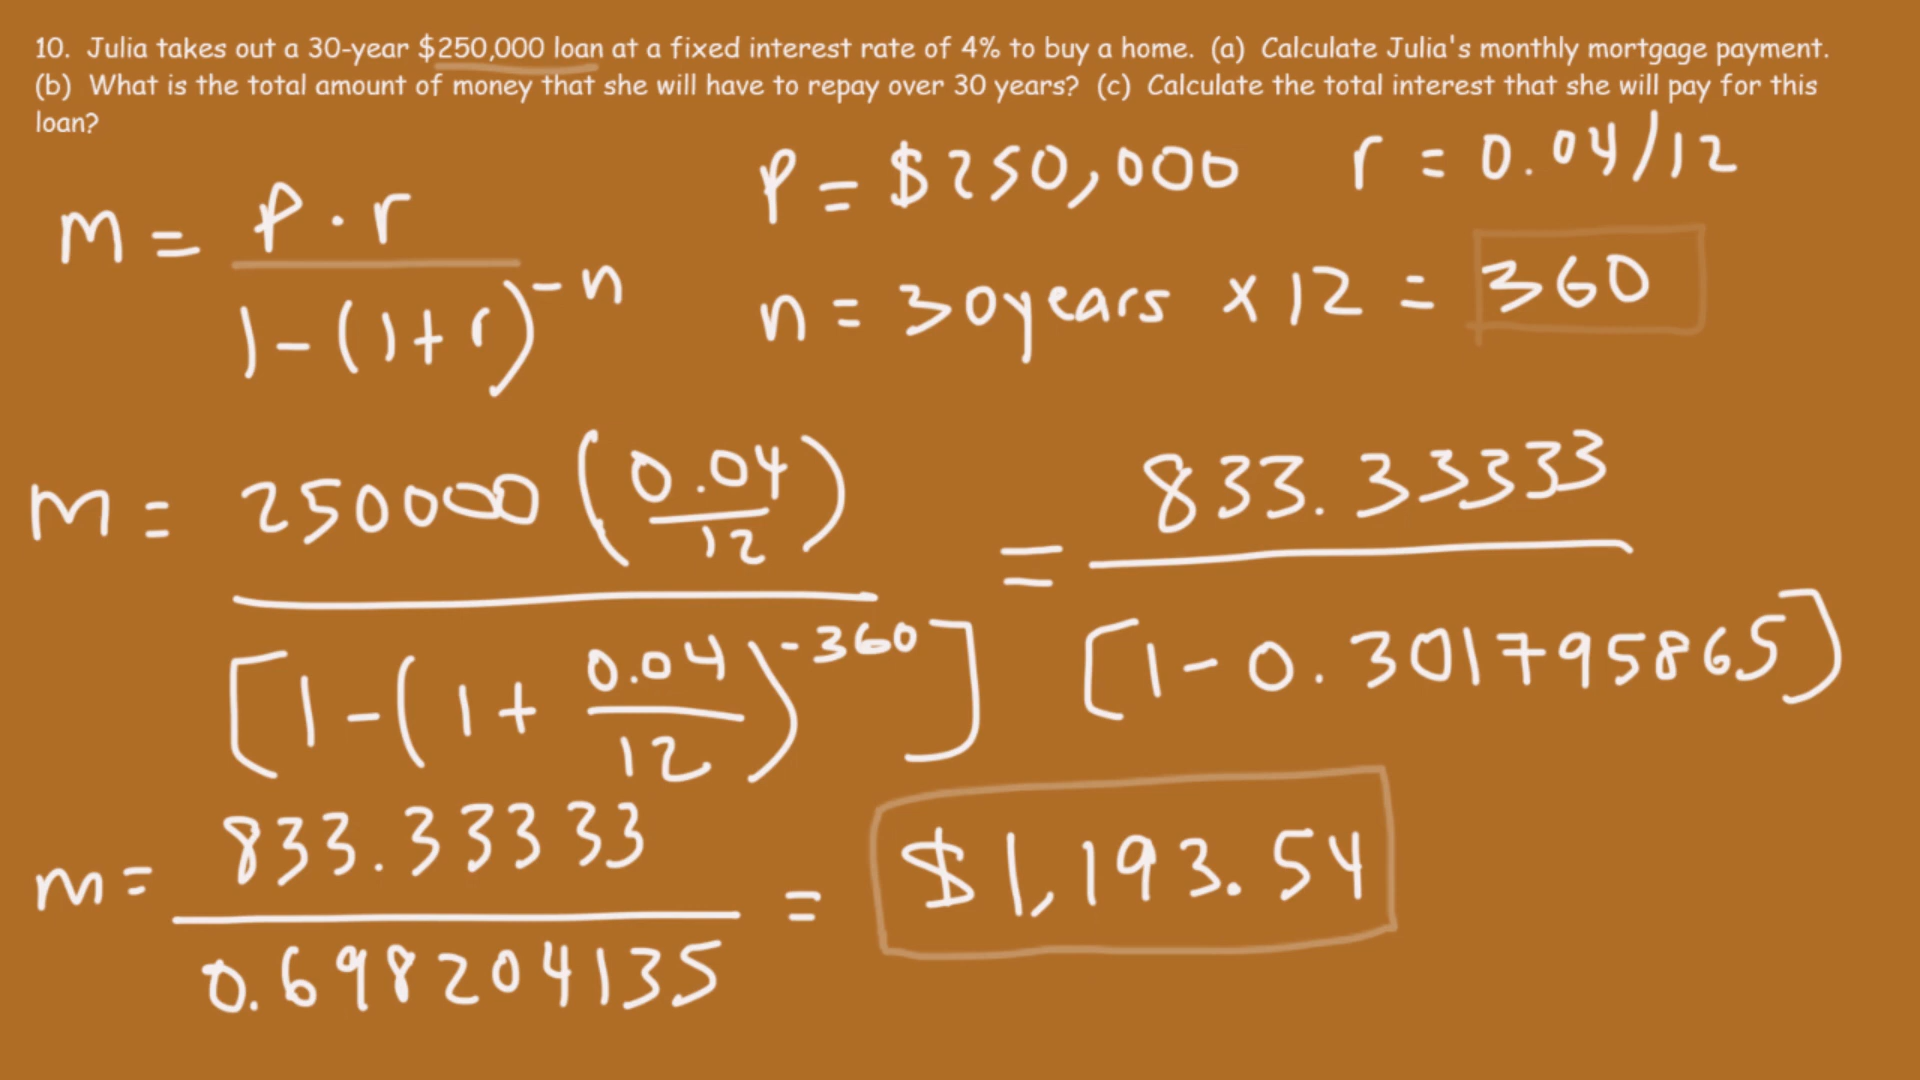 10. Julia takes out a 30-year $250,000 loan at a fixed interest rate of 4% to buy a home. (a) Calculate Julia's monthly mortgage payment.
(b) What is the total amount of money that she will have to repay over 30 years? (c) Calculate the total interest that she will pay for this
loan?
P = $250,000 r = 0.04/12
m = P · r
1 - (1 + r)^-n
n = 30 years × 12 = 360
m = 250000 (0.04/12) = 833.33333
[1 - (1 + 0.04/12)^-360] [1 - 0.301795865]
m = 833.33333 = $1,193.54
0.698204135